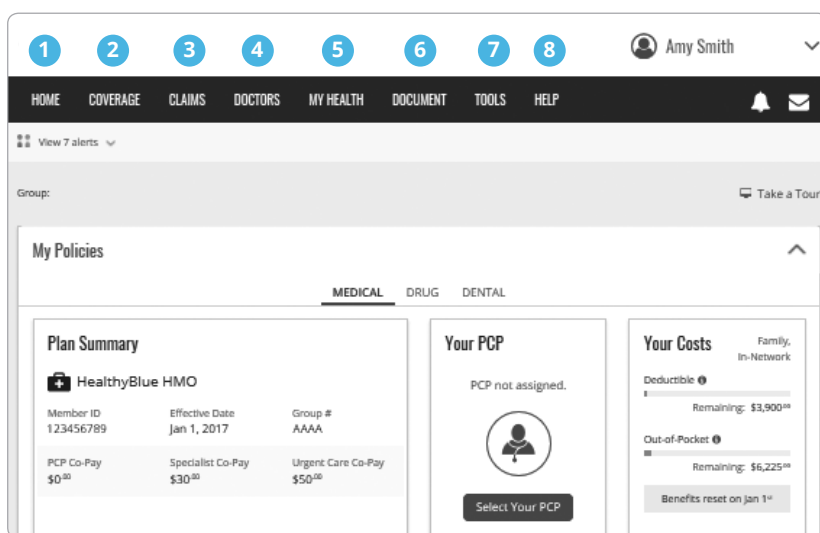 1 2 3 4 5 6 7 8
Amy Smith
HOME COVERAGE CLAIMS DOCTORS MY HEALTH DOCUMENT TOOLS HELP
View 7 alerts
Group:
Take a Tour
My Policies
MEDICAL DRUG DENTAL
Plan Summary
HealthyBlue HMO
Member ID Effective Date Group #
123456789 Jan 1, 2017 AAAA
PCP Co-Pay Specialist Co-Pay Urgent Care Co-Pay
$0.00 $30.00 $50.00
Your PCP
PCP not assigned.
Select Your PCP
Your Costs
Family,
In-Network
Deductible
Remaining: $3,900.00
Out-of-Pocket
Remaining: $6,225.00
Benefits reset on Jan 1st